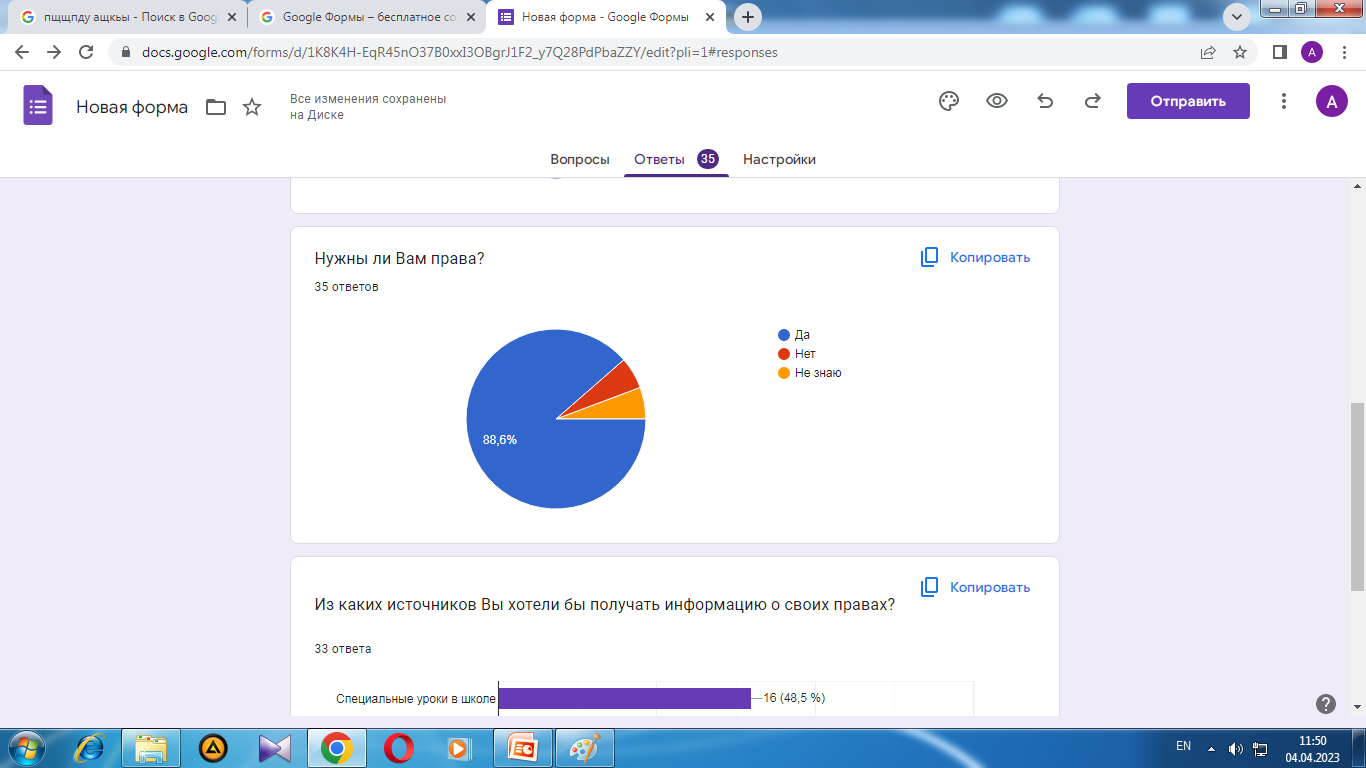 пщщпду ащкьы - Поиск в Goog
Google Формы – бесплатное со
Новая форма - Google Формы
docs.google.com/forms/d/1K8K4H-EqR45nO37B0xxI3OBgrJ1F2_y7Q28PdPbaZZY/edit?pli=1#responses
A
Новая форма
Все изменения сохранены
на Диске
Отправить
A
Вопросы
Ответы 35
Настройки
Нужны ли Вам права?
Копировать
35 ответов
Да
Нет
Не знаю
88,6%
Копировать
Из каких источников Вы хотели бы получать информацию о своих правах?
33 ответа
Специальные уроки в школе
16 (48,5 %)
EN
11:50
04.04.2023